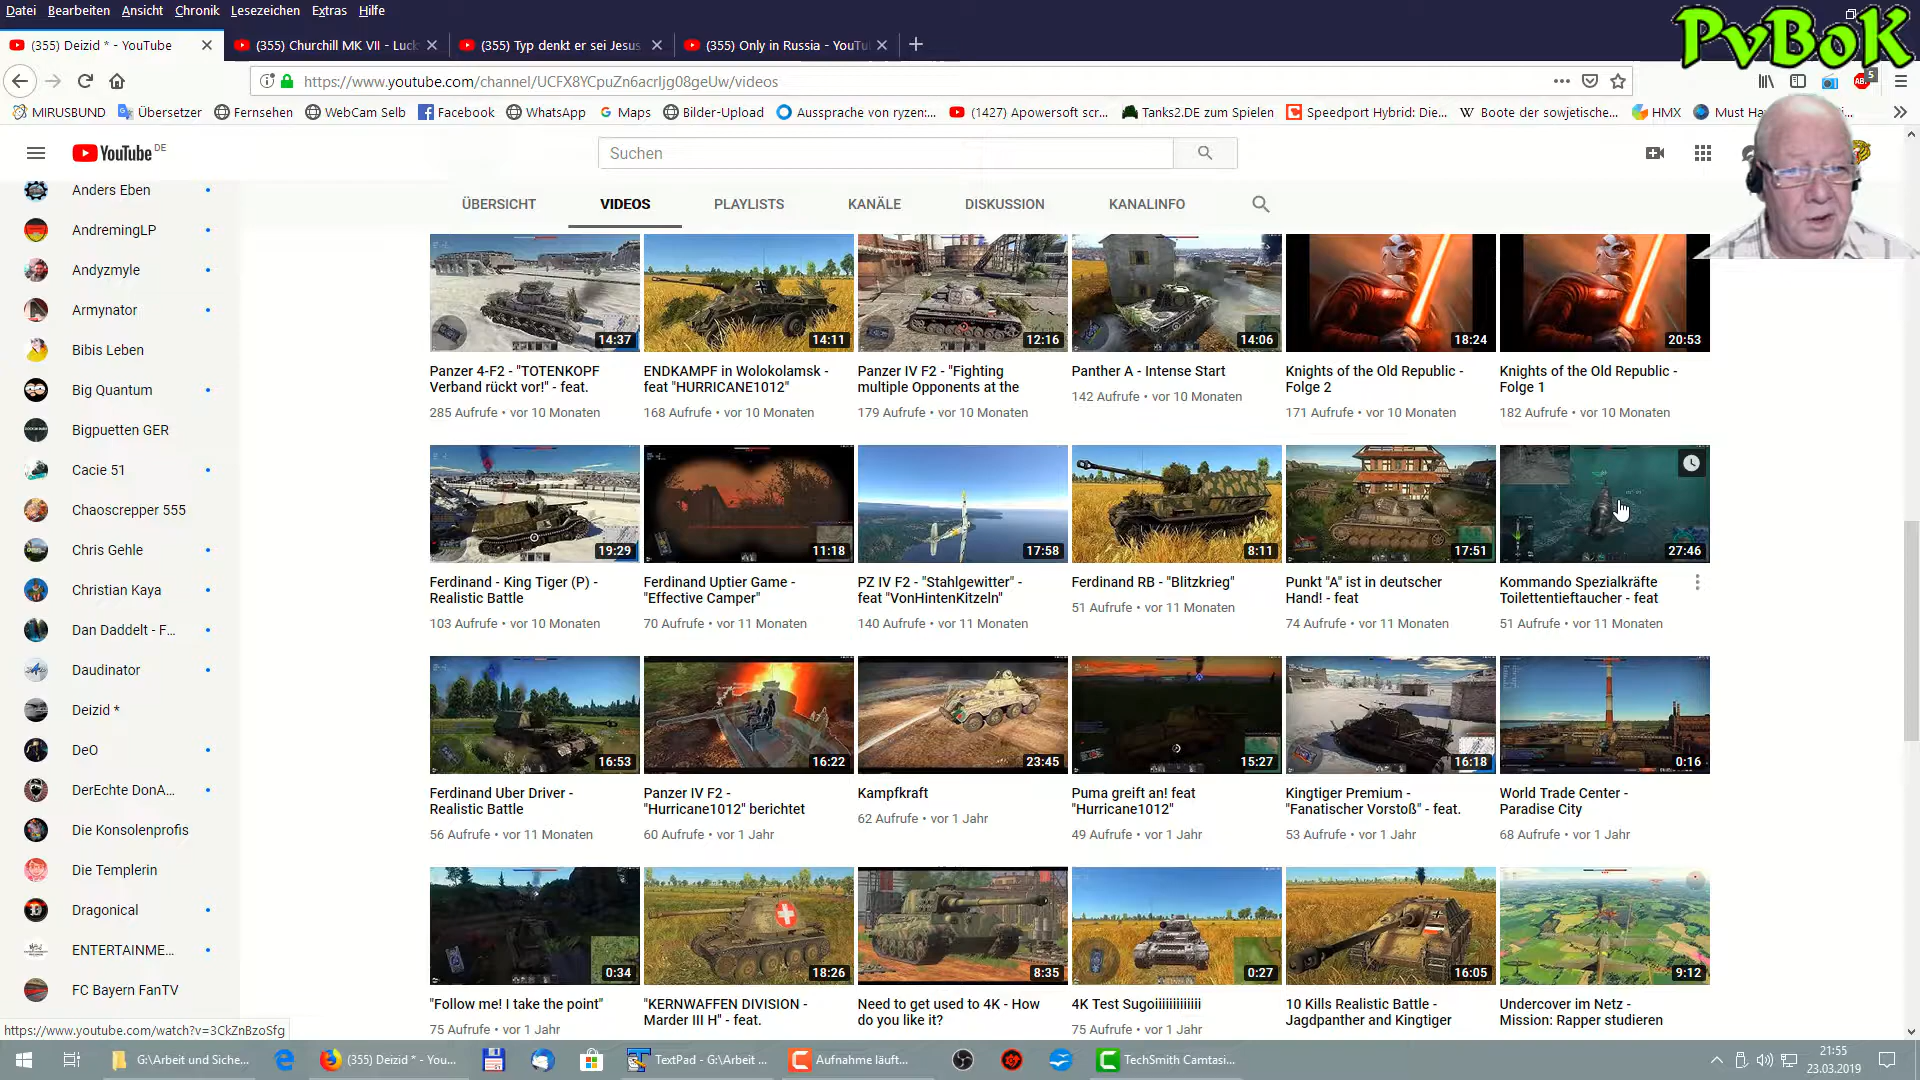 Datei Bearbeiten Ansicht Chronik Lesezeichen Extras Hilfe
PvBoK
(355) Deizid * - YouTube
(355) Churchill MK VII - Luck
(355) Typ denkt er sei Jesus
(355) Only in Russia - YouTu
https://www.youtube.com/channel/UCFX8YCpuZn6acrIjg08geUw/videos
5
MIRUSBUND Übersetzer Fernsehen WebCam Selb Facebook WhatsApp Maps Bilder-Upload Aussprache von ryzen:... (1427) Apowersoft scr... Tanks2.DE zum Spielen Speedport Hybrid: Die... Boote der sowjetische... HMX Must Ha
YouTube DE
Suchen
ÜBERSICHT VIDEOS PLAYLISTS KANÄLE DISKUSSION KANALINFO
Anders Eben
AndremingLP
Andyzmyle
Armynator
Bibis Leben
Big Quantum
Bigpuetten GER
Cacie 51
Chaoscrepper 555
Chris Gehle
Christian Kaya
Dan Daddelt - F...
Daudinator
Deizid *
DeO
DerEchte DonA...
Die Konsolenprofis
Die Templerin
Dragonical
ENTERTAINME...
FC Bayern FanTV
14:37
Panzer 4-F2 - "TOTENKOPF
Verband rückt vor!" - feat.
285 Aufrufe • vor 10 Monaten
14:11
ENDKAMPF in Wolokolamsk -
feat "HURRICANE1012"
168 Aufrufe • vor 10 Monaten
12:16
Panzer IV F2 - "Fighting
multiple Opponents at the
179 Aufrufe • vor 10 Monaten
14:06
Panther A - Intense Start
142 Aufrufe • vor 10 Monaten
18:24
Knights of the Old Republic -
Folge 2
171 Aufrufe • vor 10 Monaten
20:53
Knights of the Old Republic -
Folge 1
182 Aufrufe • vor 10 Monaten
19:29
Ferdinand - King Tiger (P) -
Realistic Battle
103 Aufrufe • vor 10 Monaten
11:18
Ferdinand Uptier Game -
"Effective Camper"
70 Aufrufe • vor 11 Monaten
17:58
PZ IV F2 - "Stahlgewitter" -
feat "VonHintenKitzeln"
140 Aufrufe • vor 11 Monaten
8:11
Ferdinand RB - "Blitzkrieg"
51 Aufrufe • vor 11 Monaten
17:51
Punkt "A" ist in deutscher
Hand! - feat
74 Aufrufe • vor 11 Monaten
27:46
Kommando Spezialkräfte
Toilettentieftaucher - feat
51 Aufrufe • vor 11 Monaten
16:53
Ferdinand Uber Driver -
Realistic Battle
56 Aufrufe • vor 11 Monaten
16:22
Panzer IV F2 -
"Hurricane1012" berichtet
60 Aufrufe • vor 1 Jahr
23:45
Kampfkraft
62 Aufrufe • vor 1 Jahr
15:27
Puma greift an! feat
"Hurricane1012"
49 Aufrufe • vor 1 Jahr
16:18
Kingtiger Premium -
"Fanatischer Vorstoß" - feat.
53 Aufrufe • vor 1 Jahr
0:16
World Trade Center -
Paradise City
68 Aufrufe • vor 1 Jahr
0:34
"Follow me! I take the point"
75 Aufrufe • vor 1 Jahr
18:26
"KERNWAFFEN DIVISION -
Marder III H" - feat.
8:35
Need to get used to 4K - How
do you like it?
0:27
4K Test Sugoiiiiiiiiiiiii
75 Aufrufe • vor 1 Jahr
16:05
10 Kills Realistic Battle -
Jagdpanther and Kingtiger
9:12
Undercover im Netz -
Mission: Rapper studieren
https://www.youtube.com/watch?v=3CkZnBzoSfg
G:\Arbeit und Siche...
(355) Deizid * - You...
TextPad - G:\Arbeit ...
Aufnahme läuft...
TechSmith Camtasi...
21:55
23.03.2019